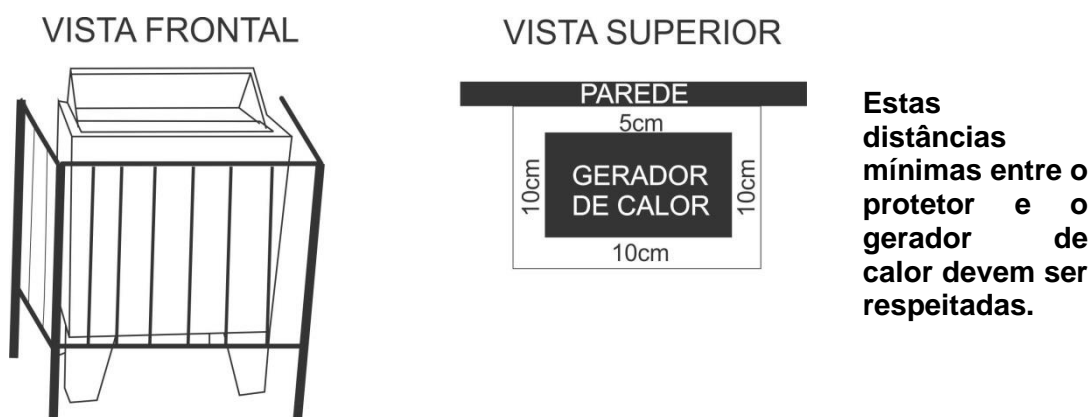 VISTA FRONTAL
VISTA SUPERIOR
PAREDE
5cm
10cm
GERADOR
DE CALOR
10cm
10cm
Estas
distâncias
mínimas entre o
protetor e o
gerador de
calor devem ser
respeitadas.